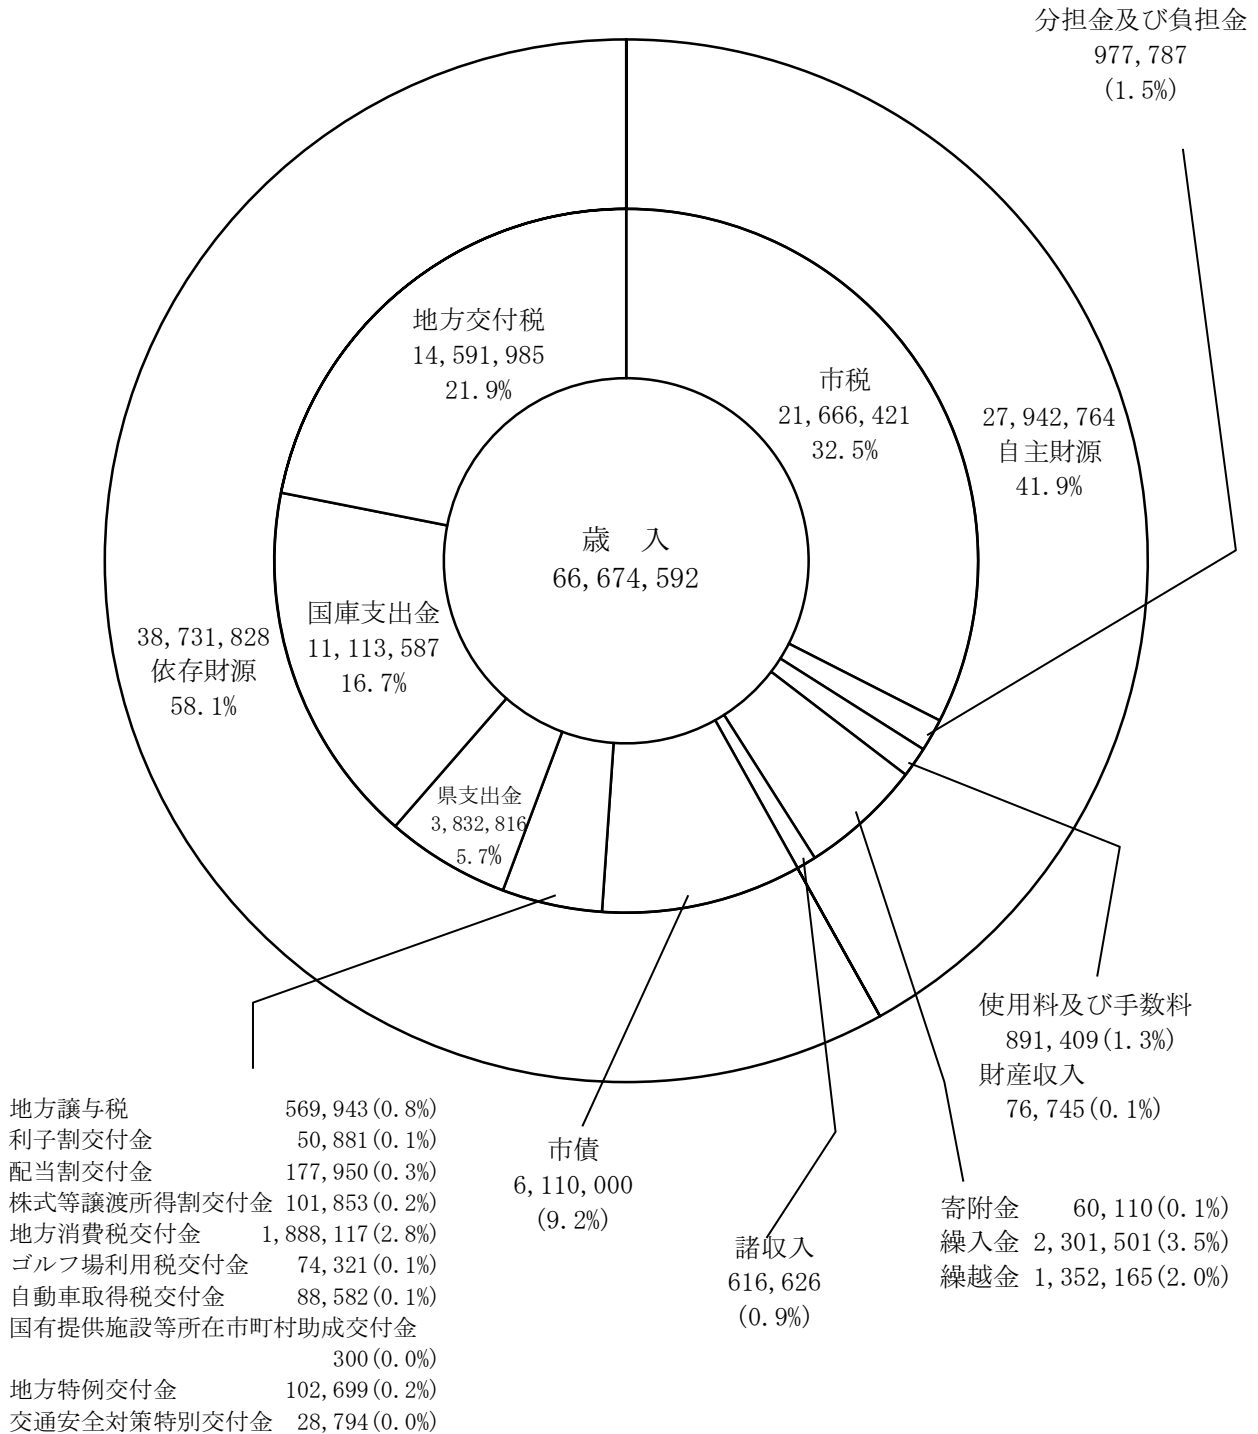 分担金及び負担金
977,787
(1.5%)
地方交付税
14,591,985
21.9%
市税
21,666,421
32.5%
27,942,764
自主財源
41.9%
歳　入
66,674,592
国庫支出金
11,113,587
16.7%
38,731,828
依存財源
58.1%
県支出金
3,832,816
5.7%
使用料及び手数料
891,409(1.3%)
財産収入
76,745(0.1%)
地方譲与税 569,943(0.8%)
利子割交付金 50,881(0.1%)
配当割交付金 177,950(0.3%)
株式等譲渡所得割交付金 101,853(0.2%)
地方消費税交付金 1,888,117(2.8%)
ゴルフ場利用税交付金 74,321(0.1%)
自動車取得税交付金 88,582(0.1%)
国有提供施設等所在市町村助成交付金
300(0.0%)
地方特例交付金 102,699(0.2%)
交通安全対策特別交付金 28,794(0.0%)
市債
6,110,000
(9.2%)
諸収入
616,626
(0.9%)
寄附金 60,110(0.1%)
繰入金 2,301,501(3.5%)
繰越金 1,352,165(2.0%)